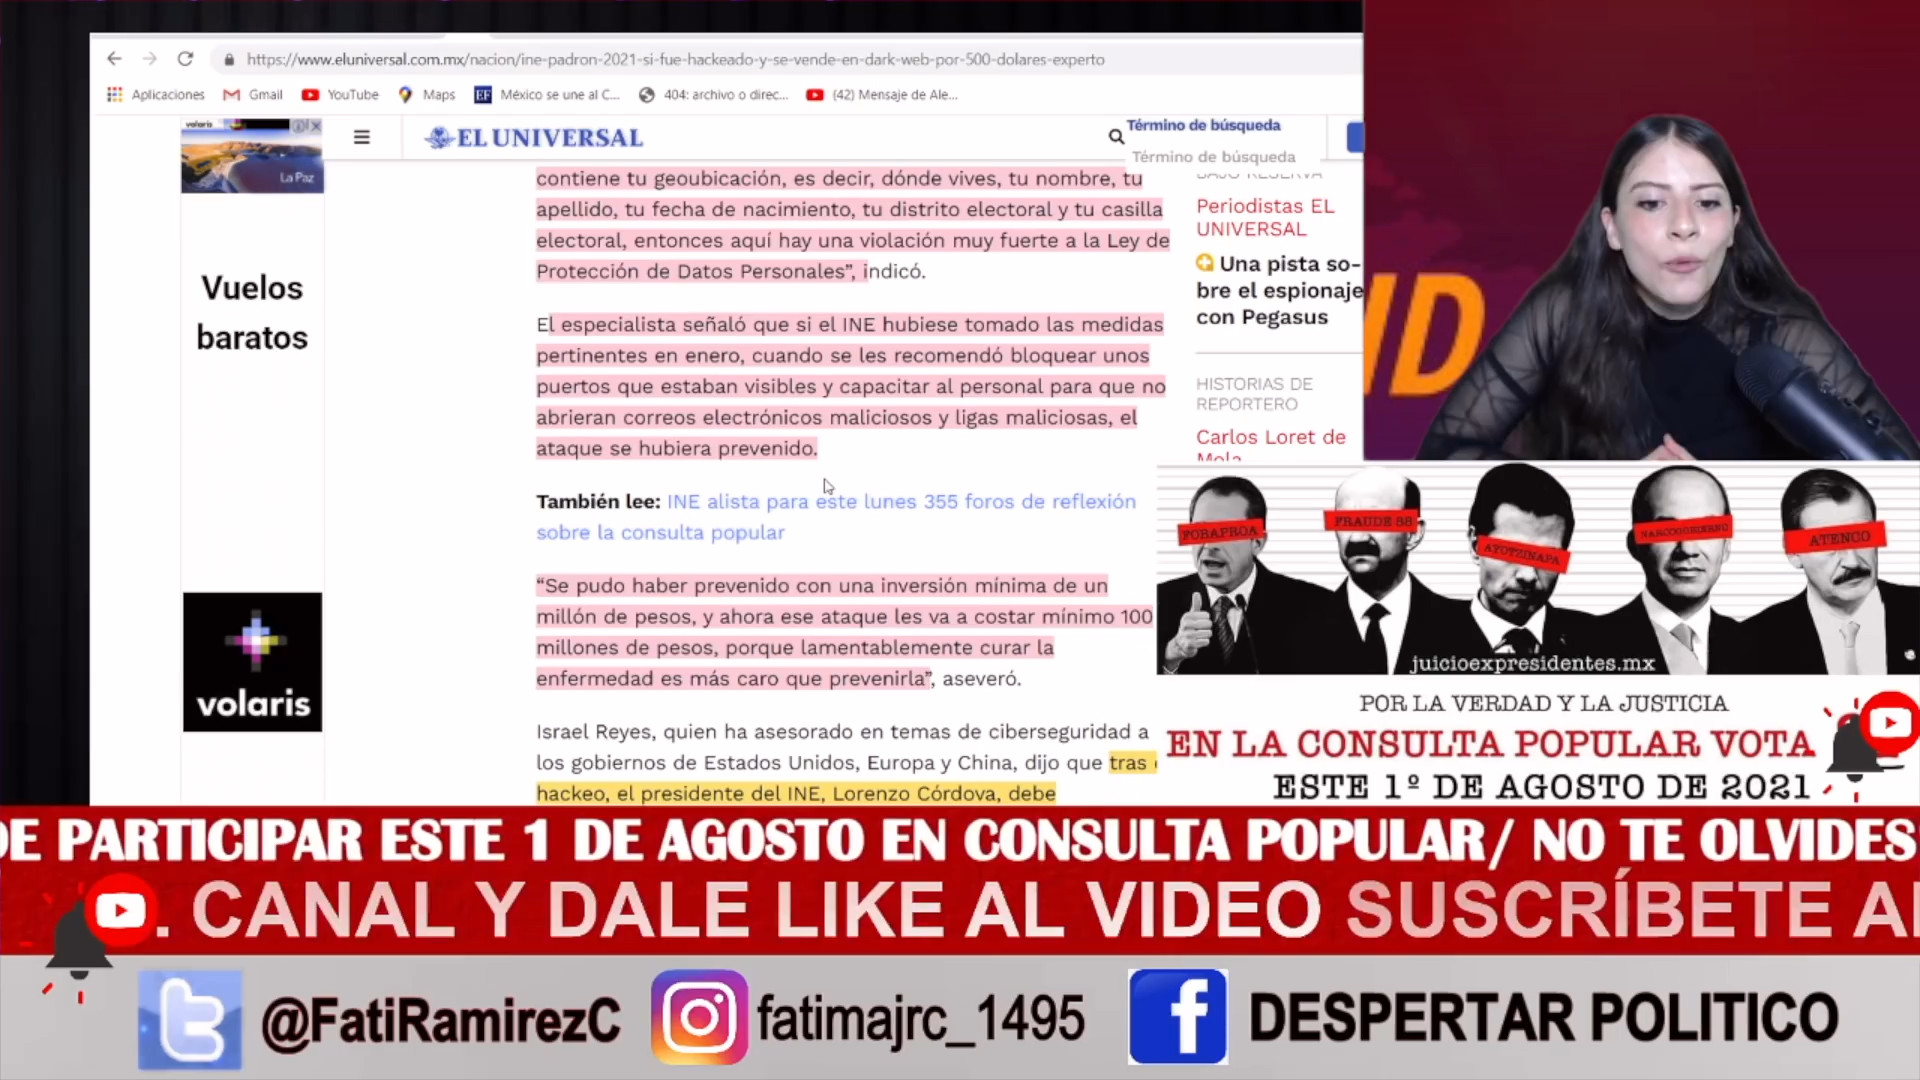 https://www.eluniversal.com.mx/nacion/ine-padron-2021-si-fue-hackeado-y-se-vende-en-dark-web-por-500-dolares-experto
Aplicaciones
Gmail
YouTube
Maps
EF México se une al C...
404: archivo o direc...
(42) Mensaje de Ale...
volaris
La Paz
Vuelos
baratos
volaris
EL UNIVERSAL
Término de búsqueda
Término de búsqueda
contiene tu geoubicación, es decir, dónde vives, tu nombre, tu
apellido, tu fecha de nacimiento, tu distrito electoral y tu casilla
electoral, entonces aquí hay una violación muy fuerte a la Ley de
Protección de Datos Personales”, indicó.
El especialista señaló que si el INE hubiese tomado las medidas
pertinentes en enero, cuando se les recomendó bloquear unos
puertos que estaban visibles y capacitar al personal para que no
abrieran correos electrónicos maliciosos y ligas maliciosas, el
ataque se hubiera prevenido.
También lee: INE alista para este lunes 355 foros de reflexión
sobre la consulta popular
“Se pudo haber prevenido con una inversión mínima de un
millón de pesos, y ahora ese ataque les va a costar mínimo 100
millones de pesos, porque lamentablemente curar la
enfermedad es más caro que prevenirla”, aseveró.
Israel Reyes, quien ha asesorado en temas de ciberseguridad a
los gobiernos de Estados Unidos, Europa y China, dijo que tras
hackeo, el presidente del INE, Lorenzo Córdova, debe
BAJO RESERVA
Periodistas EL
UNIVERSAL
Una pista so-
bre el espionaje
con Pegasus
HISTORIAS DE
REPORTERO
Carlos Loret de
Mola
ND
FOBAPROA
FRAUDE 88
AYOTZINAPA
NARCOGOBIERNO
ATENCO
juicioexpresidentes.mx
POR LA VERDAD Y LA JUSTICIA
EN LA CONSULTA POPULAR VOTA
ESTE 1º DE AGOSTO DE 2021
DE PARTICIPAR ESTE 1 DE AGOSTO EN CONSULTA POPULAR/ NO TE OLVIDES
. CANAL Y DALE LIKE AL VIDEO SUSCRÍBETE A
@FatiRamirezC
fatimajrc_1495
DESPERTAR POLITICO